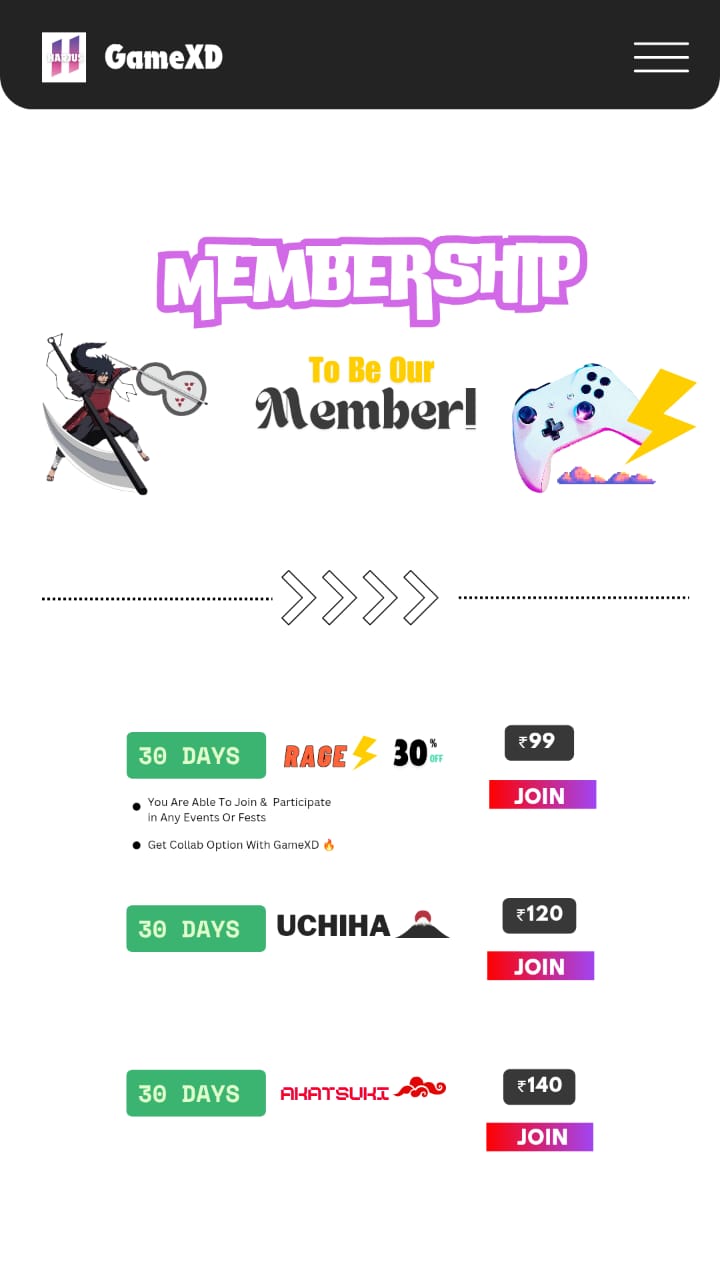 HARJUS
GameXD
MEMBERSHIP
To Be Our
Member!
30 DAYS
RAGE
30% OFF
₹99
JOIN
You Are Able To Join & Participate
in Any Events Or Fests
Get Collab Option With GameXD 🔥
30 DAYS
UCHIHA
₹120
JOIN
30 DAYS
AKATSUKI
₹140
JOIN